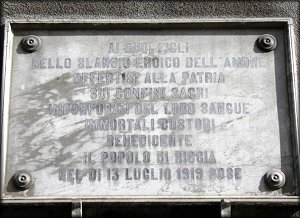 AI SUOI FIGLI
NELLO SLANCIO EROICO DELL'AMORE
OFFERTISI ALLA PATRIA
SUI CONFINI SACRI
IMPORPORATI DEL LORO SANGUE
IMMORTALI CUSTODI
BENEDICENTE
IL POPOLO DI RICCIA
NEL DI 13 LUGLIO 1919 POSE